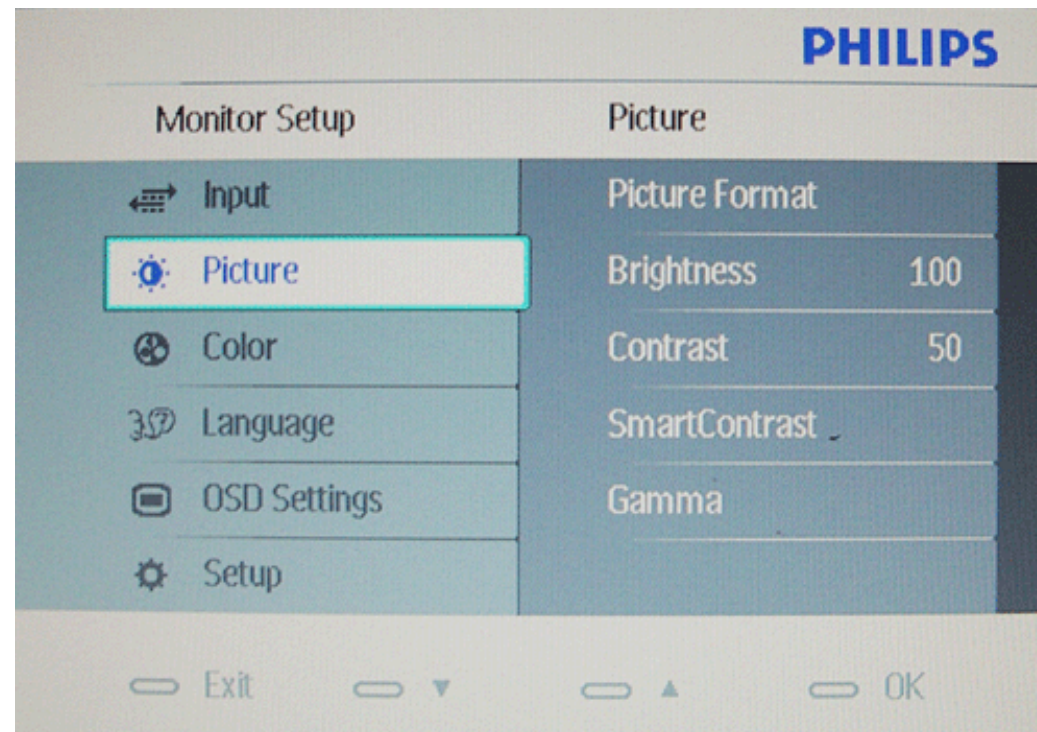 PHILIPS
Monitor Setup
Picture
Input
Picture
Color
Language
OSD Settings
Setup
Picture Format
Brightness 100
Contrast 50
SmartContrast
Gamma
Exit ▼ ▲ OK